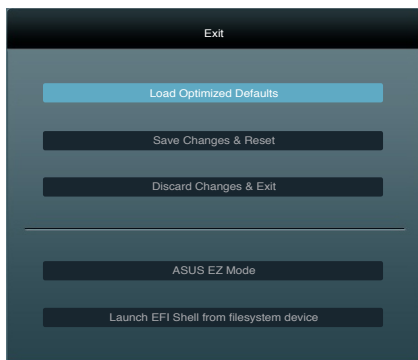 Exit
Load Optimized Defaults
Save Changes & Reset
Discard Changes & Exit
ASUS EZ Mode
Launch EFI Shell from filesystem device